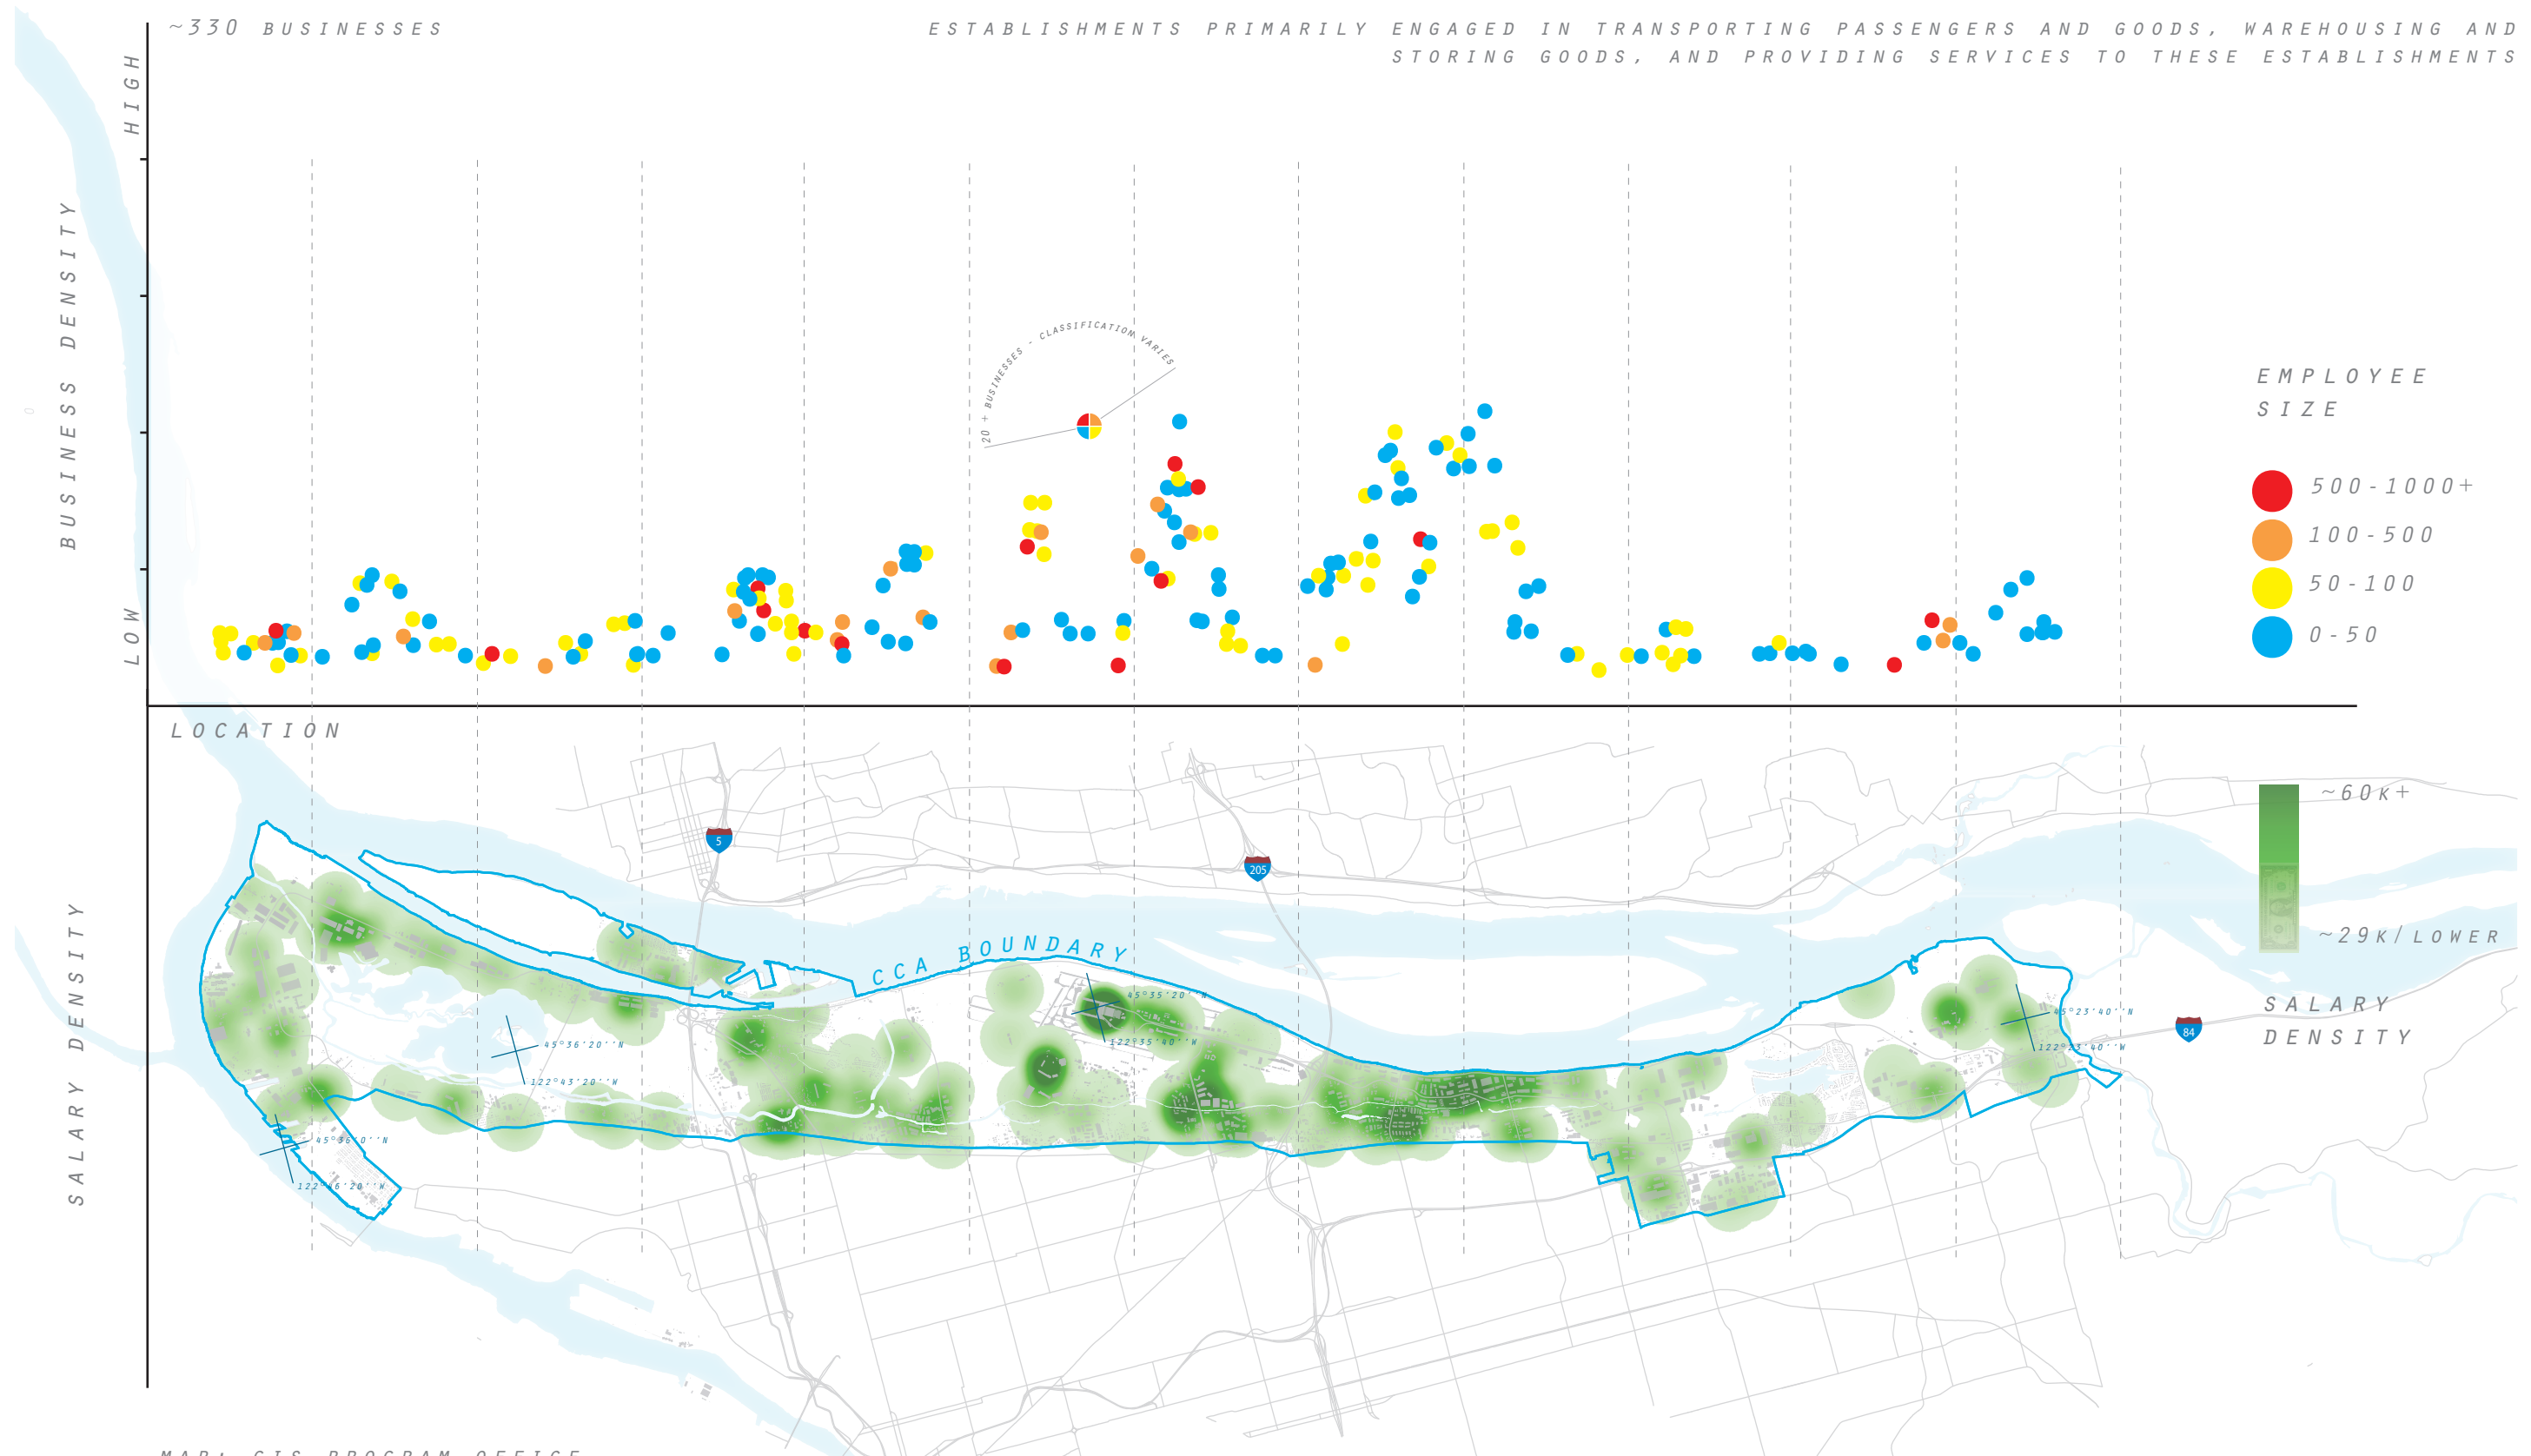 ~330 BUSINESSES
ESTABLISHMENTS PRIMARILY ENGAGED IN TRANSPORTING PASSENGERS AND GOODS, WAREHOUSING AND
STORING GOODS, AND PROVIDING SERVICES TO THESE ESTABLISHMENTS
HIGH
BUSINESS DENSITY
LOW
20 + BUSINESSES - CLASSIFICATION VARIES
EMPLOYEE
SIZE
500-1000+
100-500
50-100
0-50
LOCATION
SALARY DENSITY
5
205
84
CCA BOUNDARY
45°35'20''N
122°35'40''W
45°36'20''N
122°43'20''W
45°36'0''N
122°46'20''W
45°23'40''N
122°23'40''W
~60K+
~29K/LOWER
SALARY
DENSITY
MAP: GIS PROGRAM OFFICE